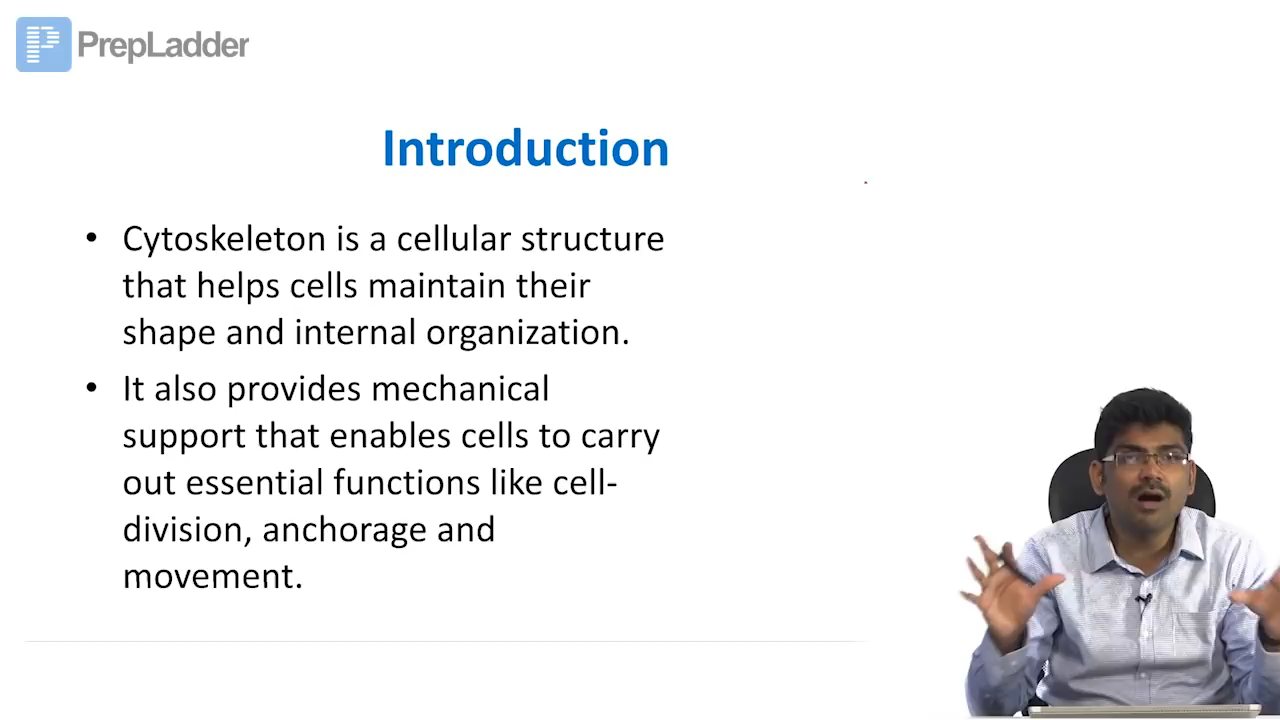 PrepLadder
Introduction
• Cytoskeleton is a cellular structure
that helps cells maintain their
shape and internal organization.
• It also provides mechanical
support that enables cells to carry
out essential functions like cell-
division, anchorage and
movement.